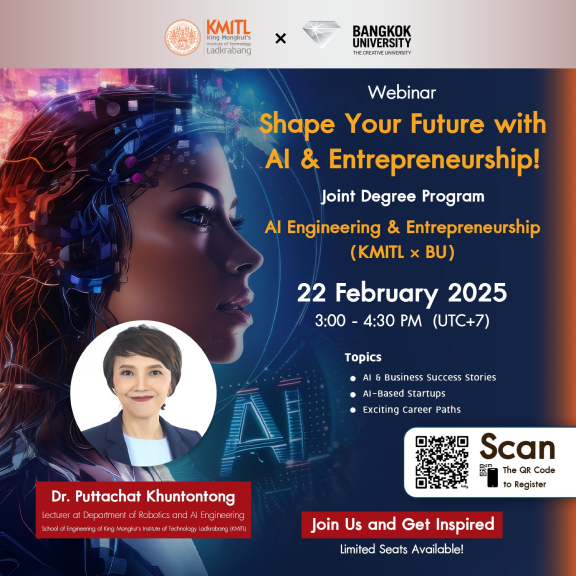 KMITL
King Mongkut's
Institute of Technology
Ladkrabang
×
BANGKOK
UNIVERSITY
THE CREATIVE UNIVERSITY
Webinar
Shape Your Future with
AI & Entrepreneurship!
Joint Degree Program
AI Engineering & Entrepreneurship
(KMITL × BU)
22 February 2025
3:00 - 4:30 PM (UTC+7)
Topics
• AI & Business Success Stories
• AI-Based Startups
• Exciting Career Paths
AI
Scan
The QR Code
to Register
Dr. Puttachat Khuntontong
Lecturer at Department of Robotics and AI Engineering
School of Engineering of King Mongkut's Institute of Technology Ladkrabang (KMITL)
Join Us and Get Inspired
Limited Seats Available!